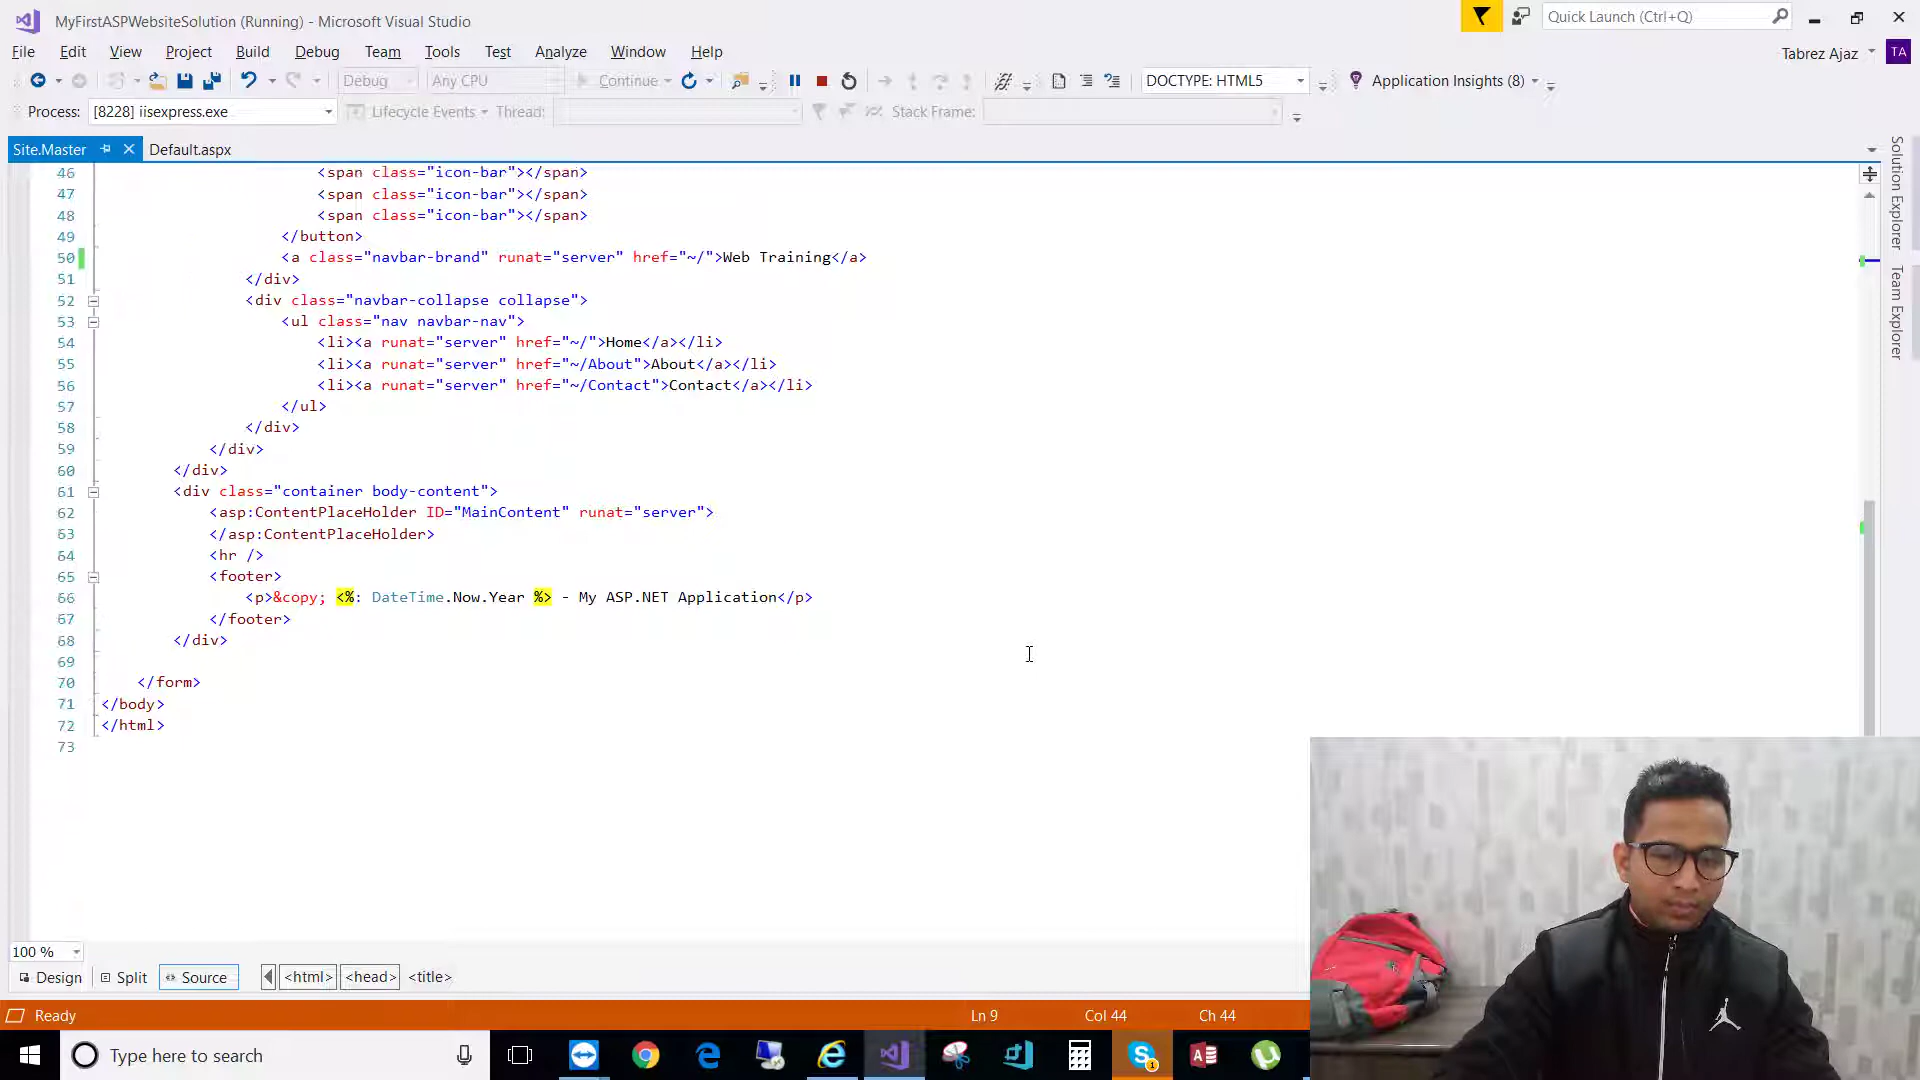 MyFirstASPWebsiteSolution (Running) - Microsoft Visual Studio
Quick Launch (Ctrl+Q)
File Edit View Project Build Debug Team Tools Test Analyze Window Help
Tabrez Ajaz TA
Debug Any CPU Continue DOCTYPE: HTML5 Application Insights (8)
Process: [8228] iisexpress.exe Lifecycle Events Thread: Stack Frame:
Site.Master Default.aspx
Solution Explorer
Team Explorer
46 <span class="icon-bar"></span>
47 <span class="icon-bar"></span>
48 <span class="icon-bar"></span>
49 </button>
50 <a class="navbar-brand" runat="server" href="~/">Web Training</a>
51 </div>
52 <div class="navbar-collapse collapse">
53 <ul class="nav navbar-nav">
54 <li><a runat="server" href="~/">Home</a></li>
55 <li><a runat="server" href="~/About">About</a></li>
56 <li><a runat="server" href="~/Contact">Contact</a></li>
57 </ul>
58 </div>
59 </div>
60 </div>
61 <div class="container body-content">
62 <asp:ContentPlaceHolder ID="MainContent" runat="server">
63 </asp:ContentPlaceHolder>
64 <hr />
65 <footer>
66 <p>&copy; <%: DateTime.Now.Year %> - My ASP.NET Application</p>
67 </footer>
68 </div>
69
70 </form>
71 </body>
72 </html>
73
100 %
Design Split Source <html> <head> <title>
Ready Ln 9 Col 44 Ch 44
Type here to search